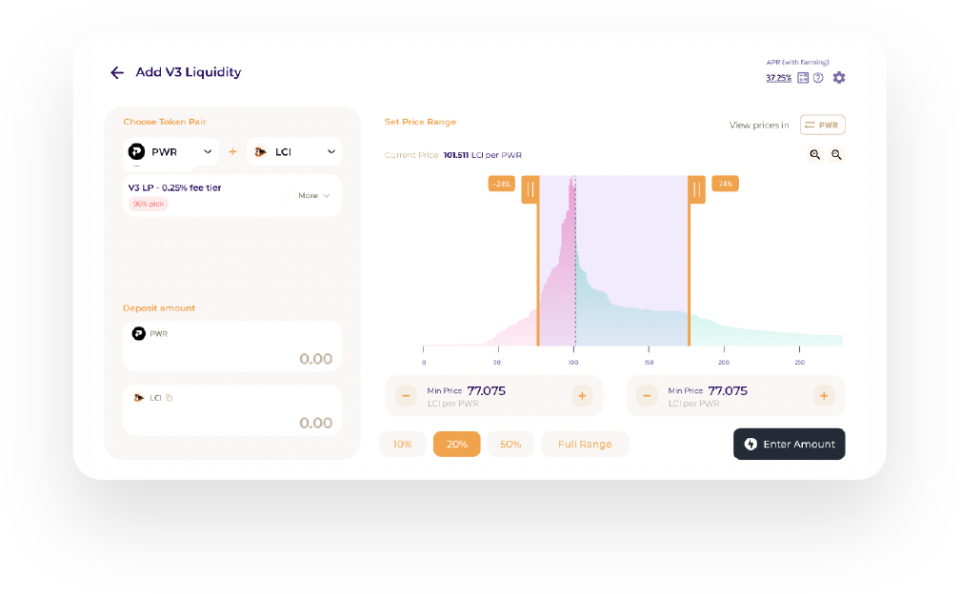 Add V3 Liquidity
APR (with farming)
37.25%
Choose Token Pair
PWR
+
LCI
V3 LP - 0.25% fee tier
96% pick
More
Deposit amount
PWR
0.00
LCI
0.00
Set Price Range
View prices in
PWR
Current Price 101.511 LCI per PWR
-24%
74%
0
50
100
150
200
250
Min Price 77.075
LCI per PWR
Min Price 77.075
LCI per PWR
10%
20%
50%
Full Range
Enter Amount